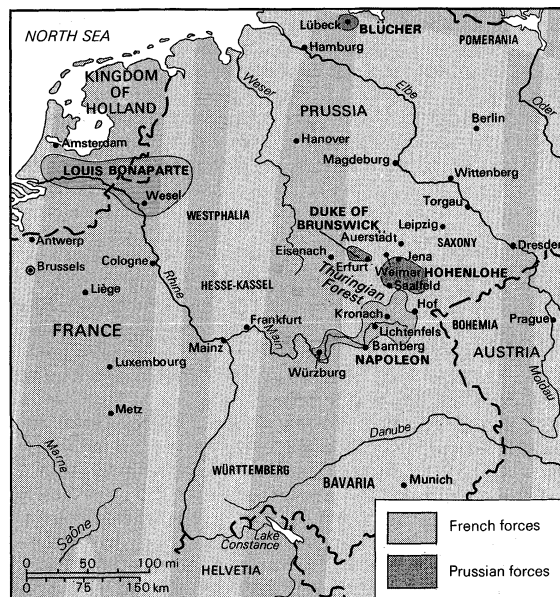 NORTH SEA
Lübeck
BLÜCHER
Hamburg
POMERANIA
KINGDOM
OF
HOLLAND
Weser
Elbe
Oder
PRUSSIA
Berlin
Amsterdam
Hanover
Magdeburg
LOUIS BONAPARTE
Wittenberg
Wesel
WESTPHALIA
Torgau
DUKE OF
BRUNSWICK
Leipzig
Auerstädt
SAXONY
Antwerp
Eisenach
Jena
Dresden
Brussels
Cologne
Erfurt
Weimar
HOHENLOHE
Thuringian
Forest
Saalfeld
Liège
Rhine
HESSE-KASSEL
Kronach
Hof
Prague
FRANCE
Frankfurt
Main
Lichtenfels
BOHEMIA
Mainz
Bamberg
AUSTRIA
NAPOLEON
Luxembourg
Würzburg
Moldau
Metz
Danube
Marne
WÜRTTEMBERG
BAVARIA
Munich
Saône
Lake
Constance
French forces
0 50 100 mi
0 75 150 km
HELVETIA
Prussian forces